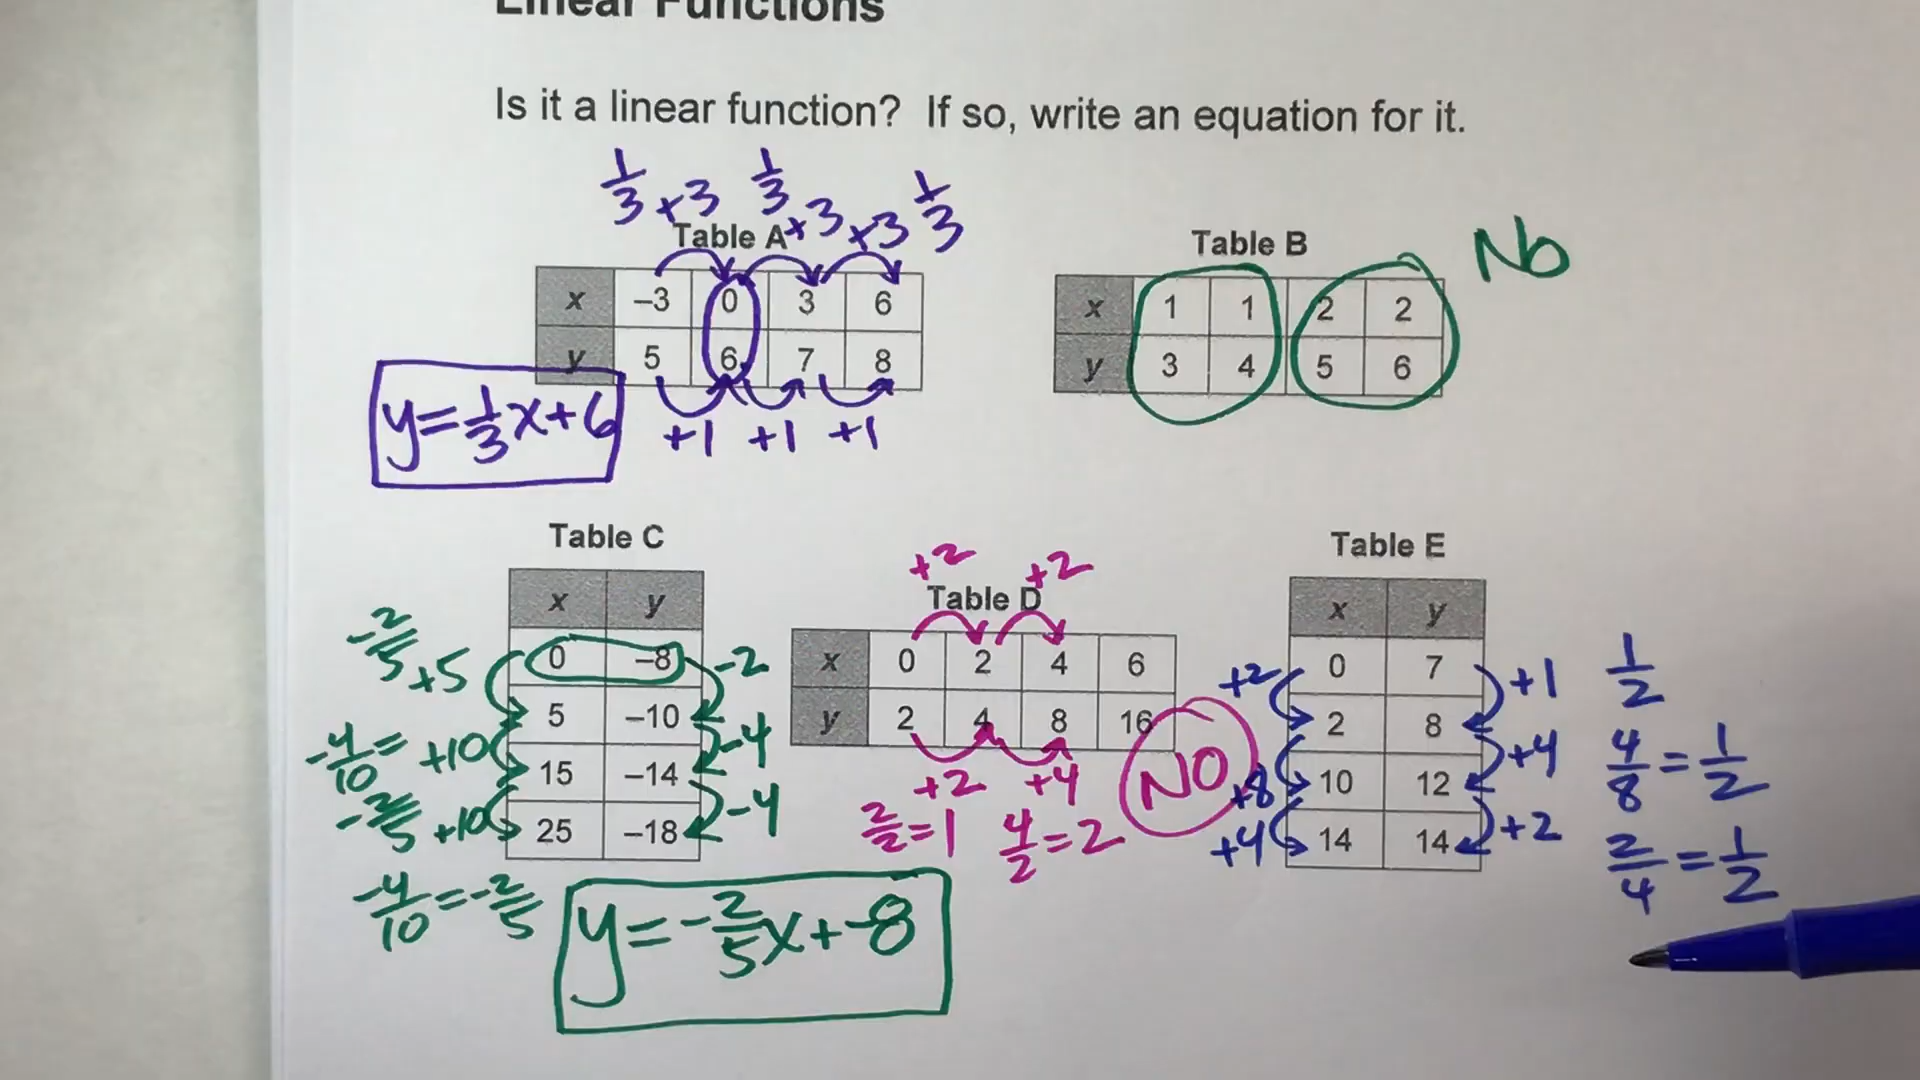 Linear Functions
Is it a linear function? If so, write an equation for it.
1/3 +3 1/3 +3 +3 1/3
Table A
x –3 0 3 6
y 5 6 7 8
+1 +1 +1
y=1/3x+6
Table B
x 1 1 2 2
y 3 4 5 6
No
Table C
x y
0 –8
5 –10
15 –14
25 –18
-2/5 +5
-4/10= +10
-2/5 +10
-4/10=-2/5
-2
-4
-4
y=-2/5x+-8
+2 +2
Table D
x 0 2 4 6
y 2 4 8 16
+2 +4
2/2=1 4/2=2
NO
Table E
x y
0 7
2 8
10 12
14 14
+2
+8
+4
+1 1/2
+4 4/8=1/2
+2 2/4=1/2